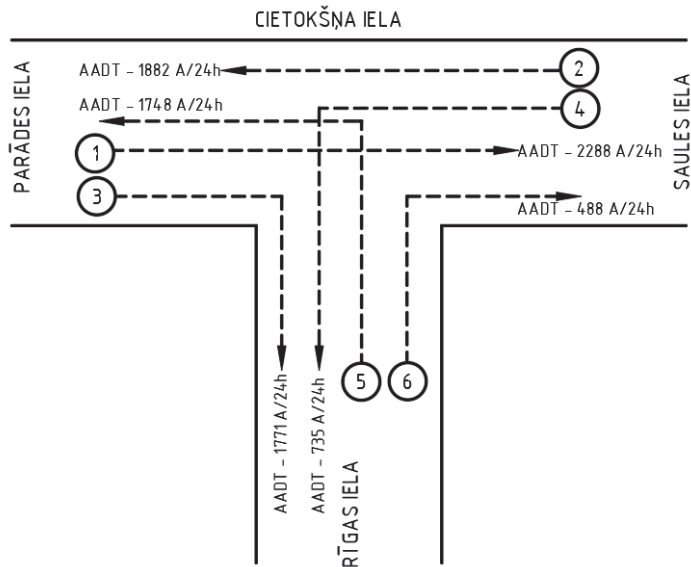 CIETOKŠŅA IELA
PARĀDES IELA
SAULES IELA
AADT - 1882 A/24h
2
AADT - 1748 A/24h
4
1
AADT - 2288 A/24h
3
AADT - 488 A/24h
5
6
AADT - 1771 A/24h
AADT - 735 A/24h
RĪGAS IELA